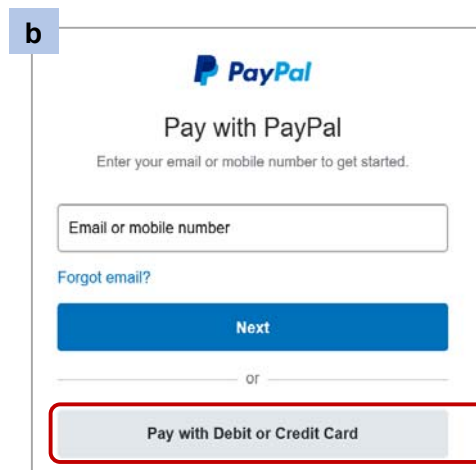 b
PayPal
Pay with PayPal
Enter your email or mobile number to get started.
Email or mobile number
Forgot email?
Next
or
Pay with Debit or Credit Card